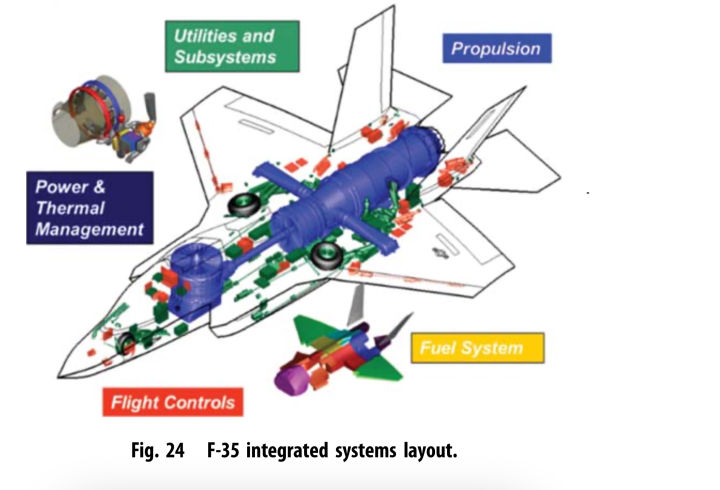 Utilities and
Subsystems
Propulsion
Power &
Thermal
Management
Fuel System
Flight Controls
Fig. 24 F-35 integrated systems layout.